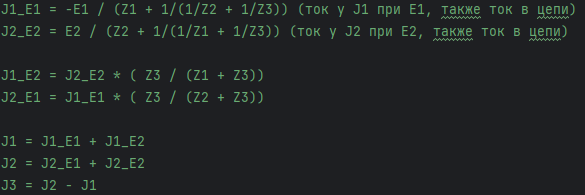 J1_E1 = -E1 / (Z1 + 1/(1/Z2 + 1/Z3)) (ток у J1 при E1, также ток в цепи)
J2_E2 = E2 / (Z2 + 1/(1/Z1 + 1/Z3)) (ток у J2 при E2, также ток в цепи)
J1_E2 = J2_E2 * ( Z3 / (Z1 + Z3))
J2_E1 = J1_E1 * ( Z3 / (Z2 + Z3))
J1 = J1_E1 + J1_E2
J2 = J2_E1 + J2_E2
J3 = J2 - J1